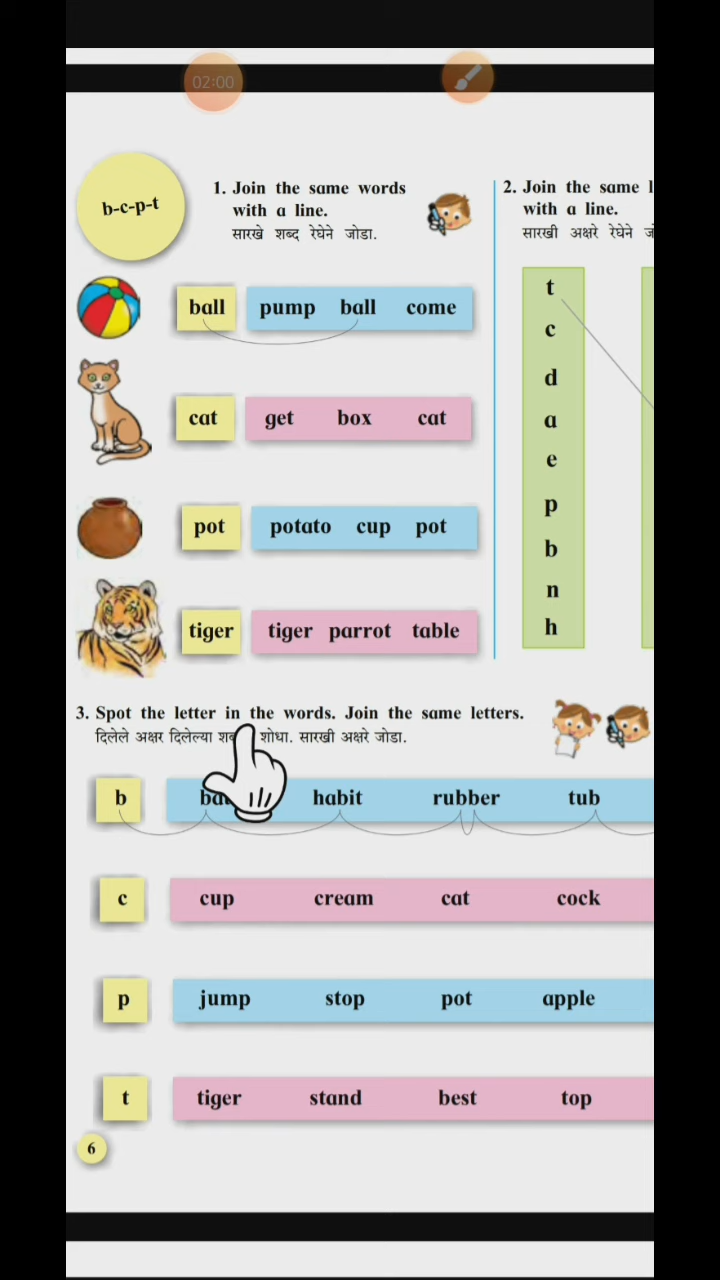 02:00
b-c-p-t
1. Join the same words
with a line.
सारखे शब्द रेघेने जोडा.
ball pump ball come
cat get box cat
pot potato cup pot
tiger tiger parrot table
2. Join the same
with a line.
सारखी अक्षरे रेघेने
t
c
d
a
e
p
b
n
h
3. Spot the letter in the words. Join the same letters.
दिलेले अक्षर दिलेल्या शोधा. सारखी अक्षरे जोडा.
b habit rubber tub
c cup cream cat cock
p jump stop pot apple
t tiger stand best top
6